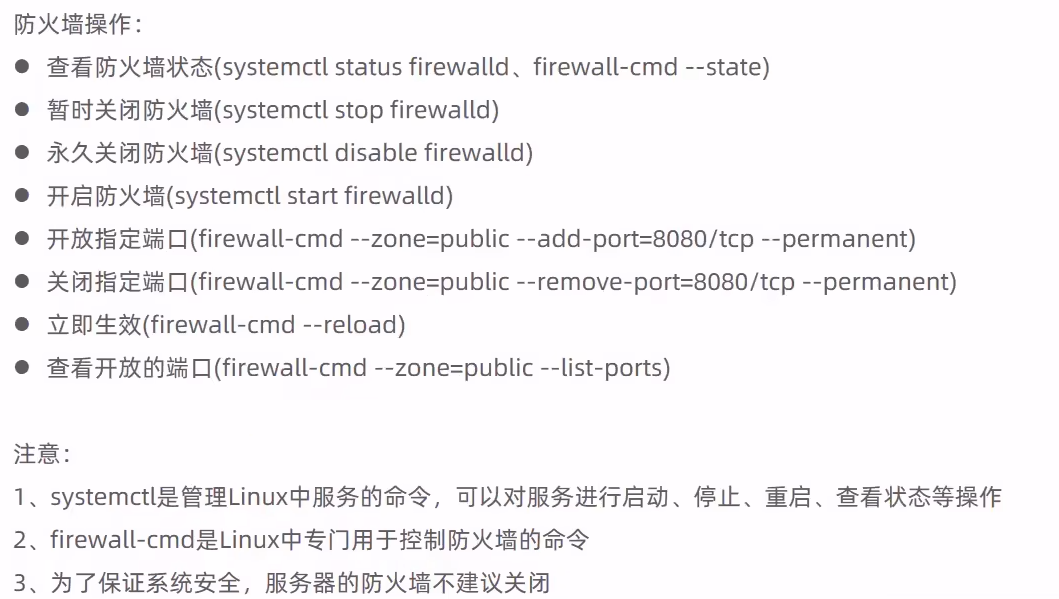 防火墙操作：
● 查看防火墙状态(systemctl status firewalld、firewall-cmd --state)
● 暂时关闭防火墙(systemctl stop firewalld)
● 永久关闭防火墙(systemctl disable firewalld)
● 开启防火墙(systemctl start firewalld)
● 开放指定端口(firewall-cmd --zone=public --add-port=8080/tcp --permanent)
● 关闭指定端口(firewall-cmd --zone=public --remove-port=8080/tcp --permanent)
● 立即生效(firewall-cmd --reload)
● 查看开放的端口(firewall-cmd --zone=public --list-ports)
注意：
1、systemctl是管理Linux中服务的命令，可以对服务进行启动、停止、重启、查看状态等操作
2、firewall-cmd是Linux中专门用于控制防火墙的命令
3、为了保证系统安全，服务器的防火墙不建议关闭